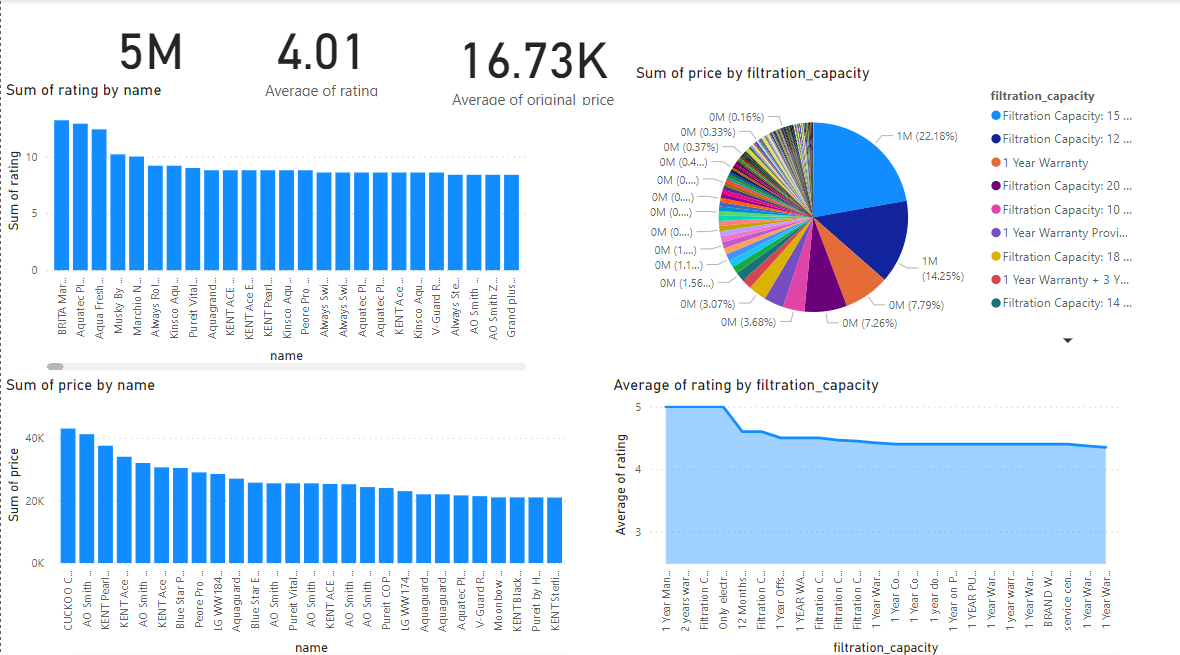 5M
4.01
Average of rating
16.73K
Average of original price
Sum of rating by name
Sum of rating
10
5
0
BRITA Mar...
Aquatec Pl...
Aqua Fresh...
Musky By ...
Marchio N...
Always Rol...
Kinsco Aqu...
Pureit Vital...
Aquagrand...
KENT ACE ...
KENT Ace E...
KENT Pearl...
Kinsco Aqu...
Peore Pro ...
Always Swi...
Always Swi...
Aquatec Pl...
Aquatec Pl...
KENT Ace ...
Kinsco Aqu...
V-Guard R...
Always Ste...
AO Smith ...
AO Smith Z...
Grand plus...
name
Sum of price by filtration_capacity
0M (0.16%)
0M (0.33%)
0M (0.37%)
0M (0.4...)
0M (0....)
0M (0....)
0M (0....)
0M (0....)
0M (1....)
0M (1.1...)
0M (1.56...)
0M (3.07%)
0M (3.68%)
0M (7.26%)
0M (7.79%)
1M
(14.25%)
1M (22.18%)
filtration_capacity
Filtration Capacity: 15 ...
Filtration Capacity: 12 ...
1 Year Warranty
Filtration Capacity: 20 ...
Filtration Capacity: 10 ...
1 Year Warranty Provi...
Filtration Capacity: 18 ...
1 Year Warranty + 3 Y...
Filtration Capacity: 14 ...
Sum of price by name
Sum of price
40K
20K
0K
CUCKOO C...
AO Smith ...
KENT Pearl...
KENT Ace ...
AO Smith ...
KENT Ace ...
Blue Star P...
Peore Pro ...
LG WW184...
Aquaguard...
Blue Star E...
AO Smith ...
Pureit Vital...
AO Smith ...
KENT ACE ...
AO Smith ...
AO Smith ...
Pureit COP...
LG WW174...
Aquaguard...
Aquaguard...
Aquatec Pl...
V-Guard R...
Moonbow ...
KENT Black...
Pureit by H...
KENT Sterli...
name
Average of rating by filtration_capacity
Average of rating
5
4
3
1 Year Man...
2 years war...
Filtration C...
Only electr...
12 Months...
Filtration C...
1 Year Offs...
1 YEAR WA...
Filtration C...
Filtration C...
Filtration C...
1 Year War...
1 Year Co...
1 Year Co...
1 year do...
1 Year on P...
1 YEAR PU...
1 Year War...
1 year warr...
1 Year War...
BRAND W...
service cen...
1 Year War...
1 Year War...
filtration_capacity